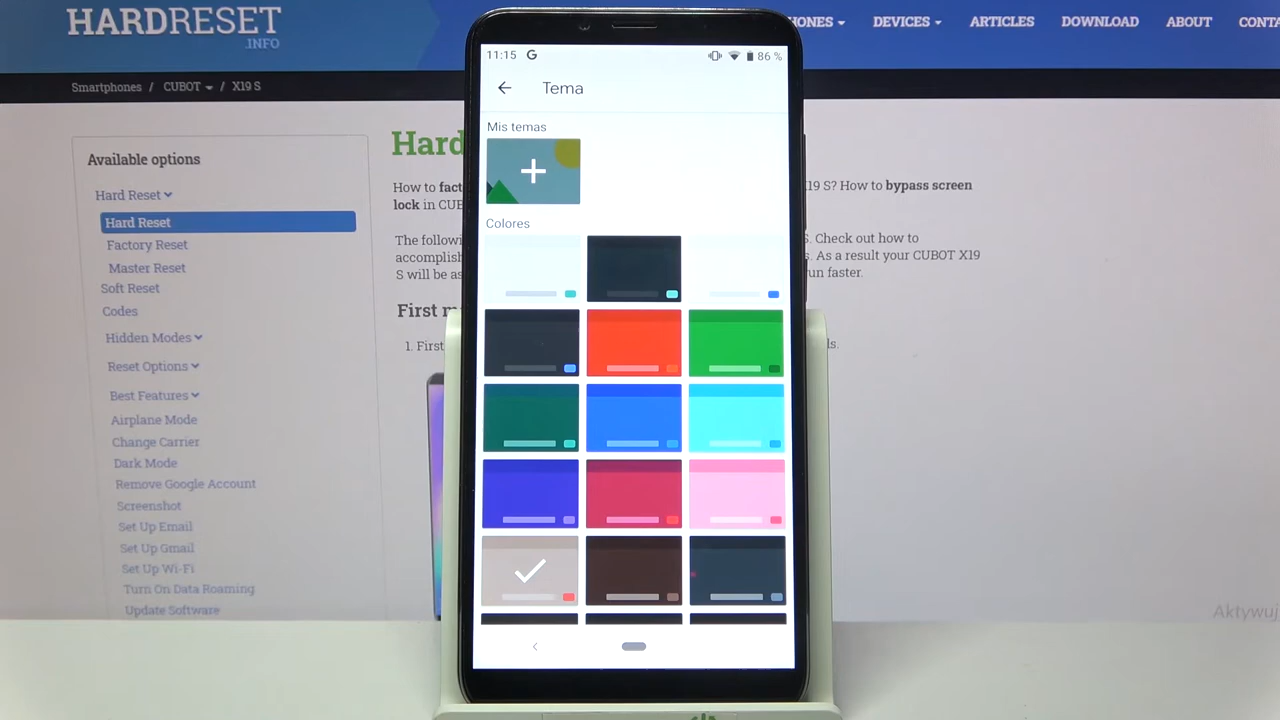 HARDRESET
.INFO
HONES
DEVICES
ARTICLES
DOWNLOAD
ABOUT
Smartphones / CUBOT / X19 S
Available options
Hard Reset
Hard Reset
Factory Reset
Master Reset
Soft Reset
Codes
Hidden Modes
Reset Options
Best Features
Airplane Mode
Change Carrier
Dark Mode
Remove Google Account
Screenshot
Set Up Email
Set Up Gmail
Set Up Wi-Fi
Turn On Data Roaming
Update Software
Hard
How to fact
lock in CUB
The followi
accomplish
S will be as
First m
1. First
11:15 G 86 %
Tema
Mis temas
Colores
19 S? How to bypass screen
S. Check out how to
s. As a result your CUBOT X19
un faster.
ls.
Aktywuj